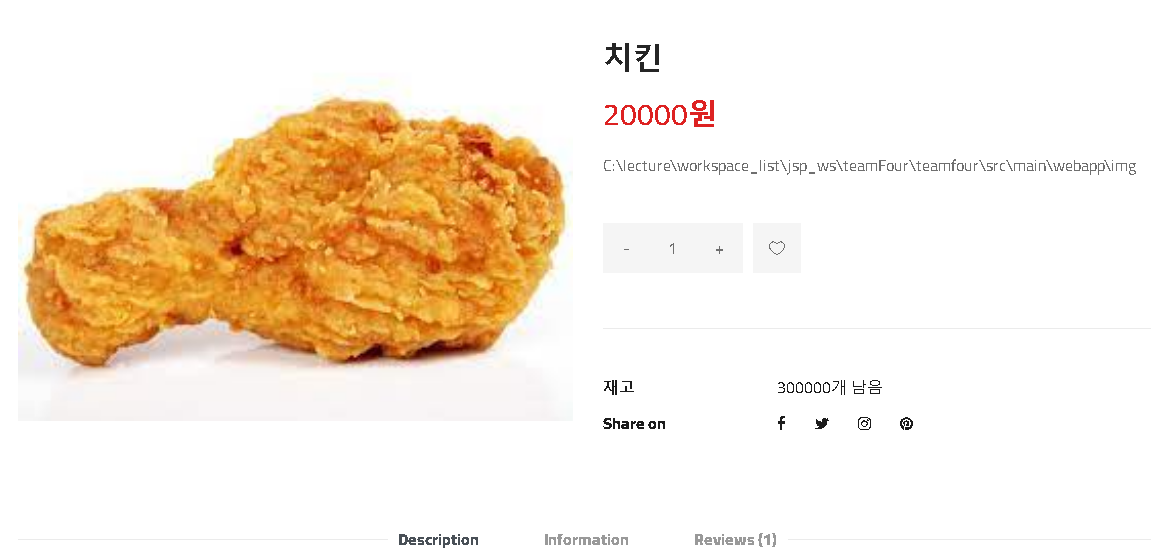 치킨
20000원
C:\lecture\workspace_list\jsp_ws\teamFour\teamfour\src\main\webapp\img
- 1 +
재고 300000개 남음
Share on
Description Information Reviews (1)